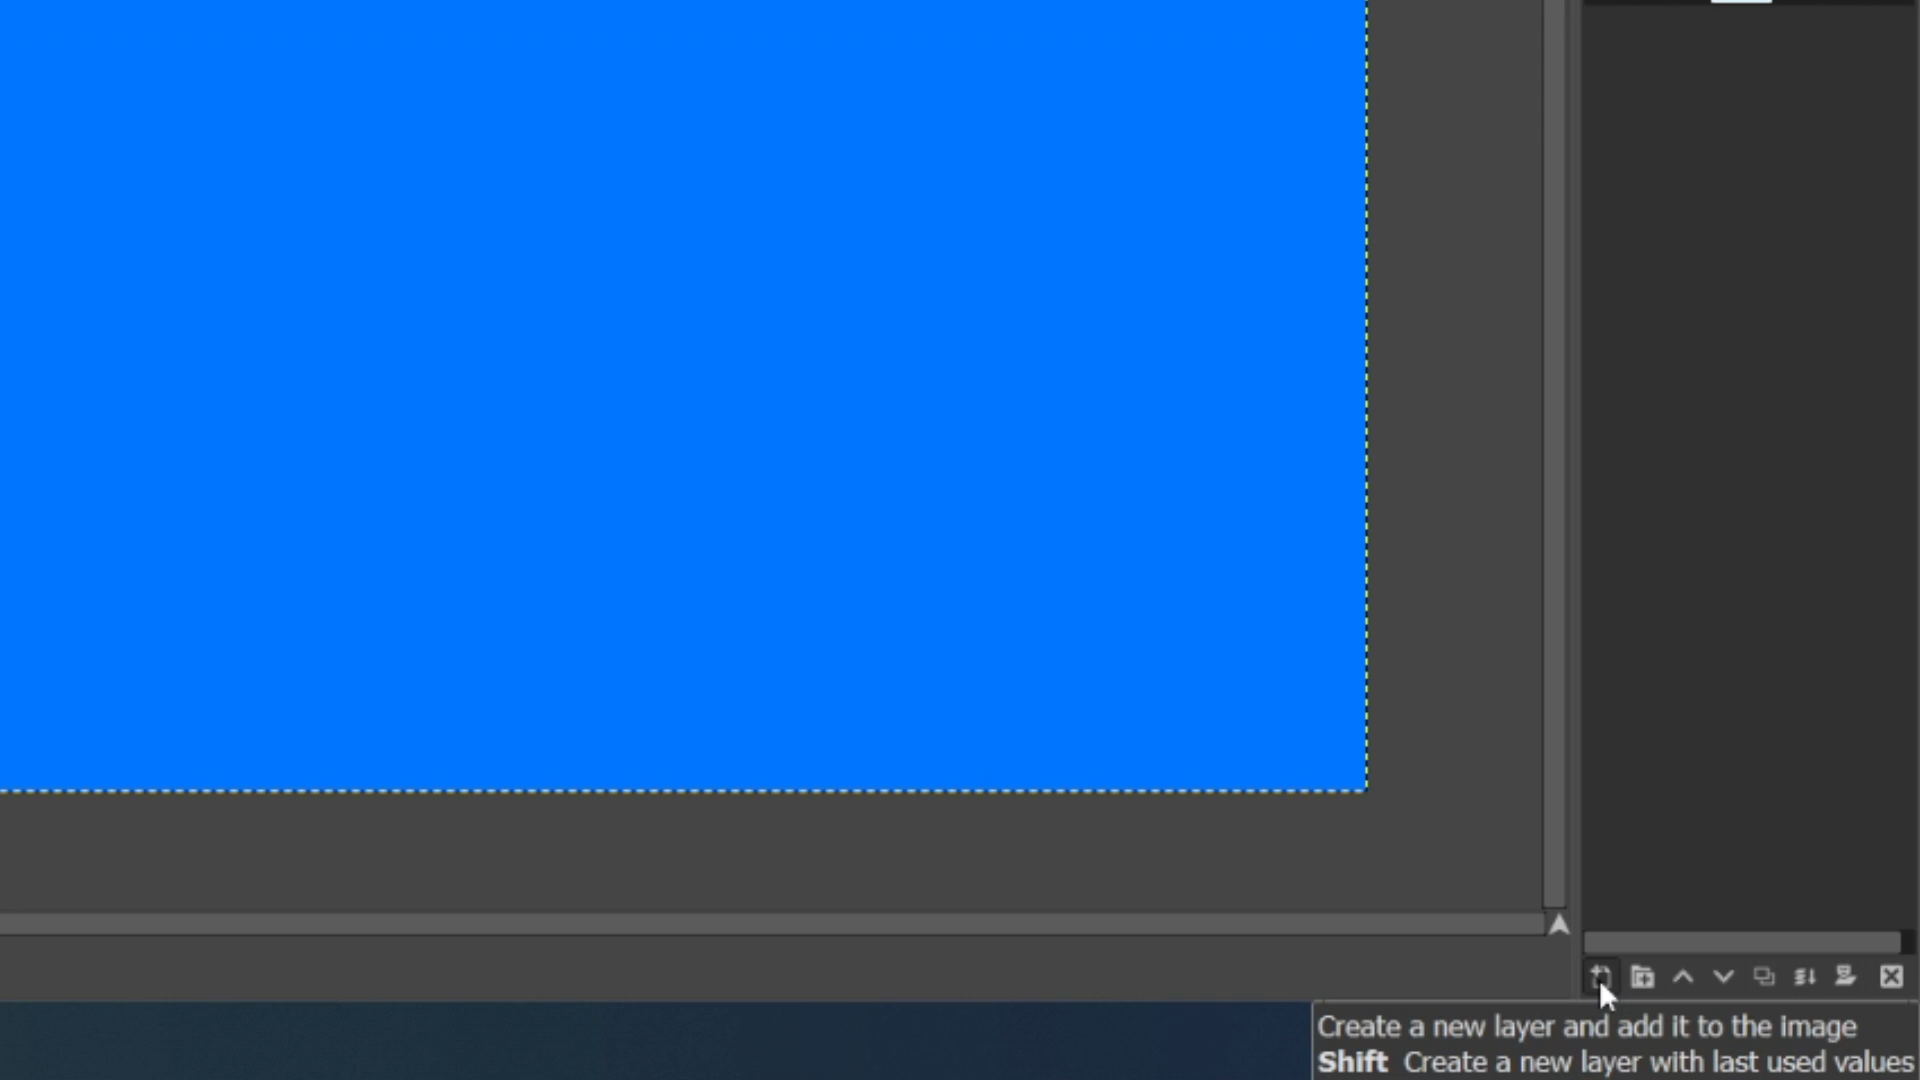 Create a new layer and add it to the image
Shift Create a new layer with last used values